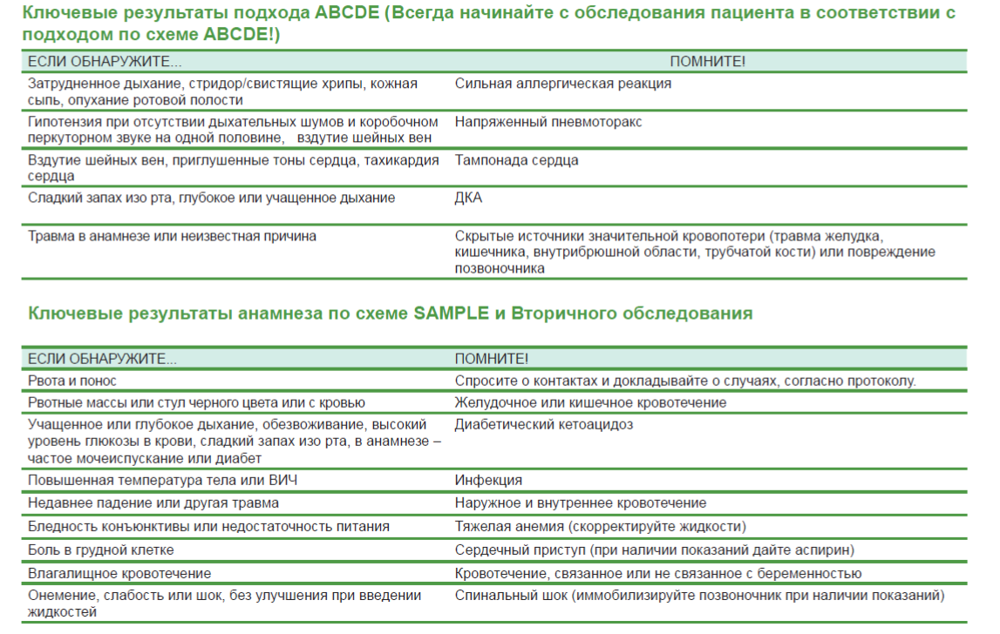 Ключевые результаты подхода ABCDE (Всегда начинайте с обследования пациента в соответствии с
подходом по схеме ABCDE!)
ЕСЛИ ОБНАРУЖИТЕ... ПОМНИТЕ!
Затрудненное дыхание, стридор/свистящие хрипы, кожная
сыпь, опухание ротовой полости
Сильная аллергическая реакция
Гипотензия при отсутствии дыхательных шумов и коробочном
перкуторном звуке на одной половине, вздутие шейных вен
Напряженный пневмоторакс
Вздутие шейных вен, приглушенные тоны сердца, тахикардия
сердца
Тампонада сердца
Сладкий запах изо рта, глубокое или учащенное дыхание
ДКА
Травма в анамнезе или неизвестная причина
Скрытые источники значительной кровопотери (травма желудка,
кишечника, внутрибрюшной области, трубчатой кости) или повреждение
позвоночника
Ключевые результаты анамнеза по схеме SAMPLE и Вторичного обследования
ЕСЛИ ОБНАРУЖИТЕ... ПОМНИТЕ!
Рвота и понос
Спросите о контактах и докладывайте о случаях, согласно протоколу.
Рвотные массы или стул черного цвета или с кровью
Желудочное или кишечное кровотечение
Учащенное или глубокое дыхание, обезвоживание, высокий
уровень глюкозы в крови, сладкий запах изо рта, в анамнезе –
частое мочеиспускание или диабет
Диабетический кетоацидоз
Повышенная температура тела или ВИЧ
Инфекция
Недавнее падение или другая травма
Наружное и внутреннее кровотечение
Бледность конъюнктивы или недостаточность питания
Тяжелая анемия (скорректируйте жидкости)
Боль в грудной клетке
Сердечный приступ (при наличии показаний дайте аспирин)
Влагалищное кровотечение
Кровотечение, связанное или не связанное с беременностью
Онемение, слабость или шок, без улучшения при введении
жидкостей
Спинальный шок (иммобилизируйте позвоночник при наличии показаний)